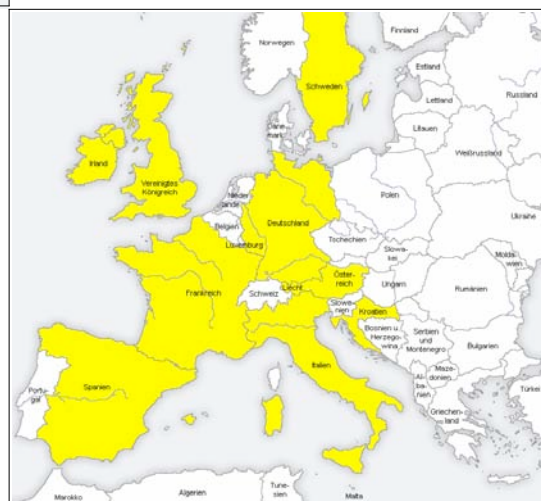 Norwegen
Finnland
Schweden
Estland
Russland
Lettland
Däne-
mark
Litauen
Irland
Vereinigtes
Königreich
Weißrussland
Nieder
lande
Polen
Belgien
Deutschland
Ukraine
Luxemburg
Tschechien
Slowa-
kei
Moldawien
Frankreich
Schweiz
Liecht.
Öster-
reich
Ungarn
Rumänien
Slowe-
nien
Kroatien
Bosnien u
Herzego-
wina
Serbien
und
Montenegro
Bulgarien
Italien
Portu-
gal
Spanien
Al-
ba-
nien
Maze-
donien
Griechen-
land
Türkei
Marokko
Algerien
Tune-
sien
Malta